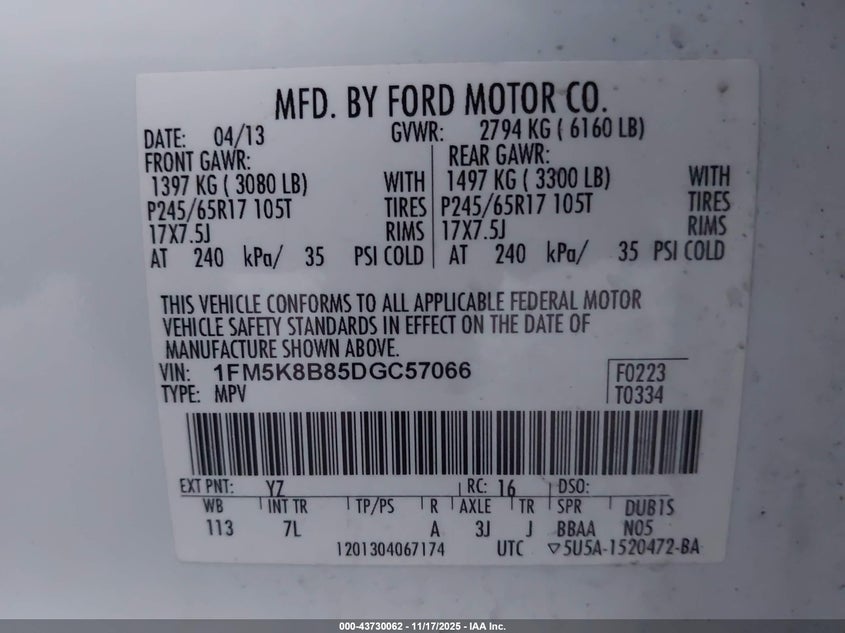 MFD. BY FORD MOTOR CO.
DATE: 04/13 GVWR: 2794 KG ( 6160 LB)
FRONT GAWR: REAR GAWR:
1397 KG ( 3080 LB) WITH 1497 KG ( 3300 LB) WITH
P245/65R17 105T TIRES P245/65R17 105T TIRES
17X7.5J RIMS 17X7.5J RIMS
AT 240 kPa/ 35 PSI COLD AT 240 kPa/ 35 PSI COLD
THIS VEHICLE CONFORMS TO ALL APPLICABLE FEDERAL MOTOR
VEHICLE SAFETY STANDARDS IN EFFECT ON THE DATE OF
MANUFACTURE SHOWN ABOVE.
VIN: 1FM5K8B85DGC57066 F0223
TYPE: MPV T0334
EXT PNT: YZ RC: 16 DSO:
WB INT TR TP/PS R AXLE TR SPR DUB1S
113 7L A 3J J BBAA N05
1201304067174 UTC ▽5U5A-1520472-BA
000-43730062 - 11/17/2025 - IAA Inc.